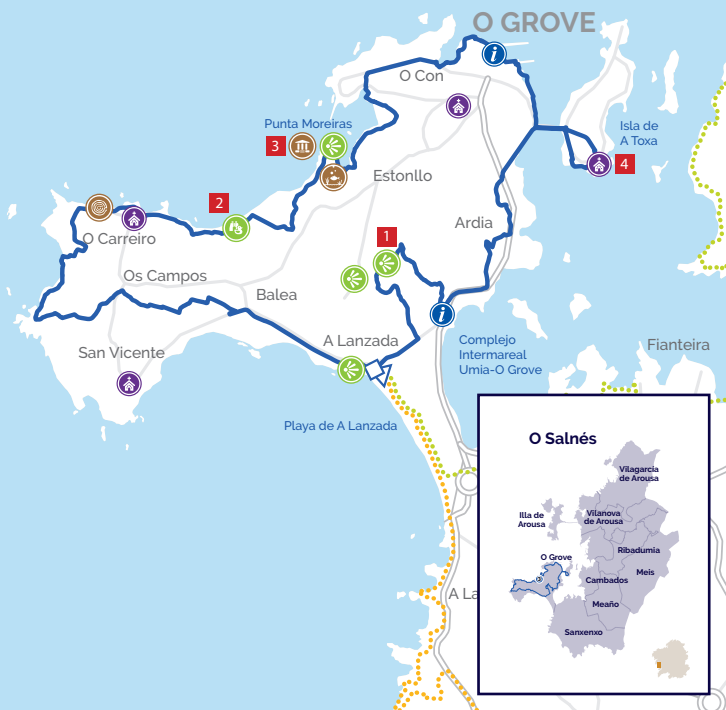 O GROVE
i
O Con
Punta Moreiras
3
Isla de
A Toxa
4
Estonllo
2
Ardia
O Carreiro
1
Os Campos
Balea
i
A Lanzada
San Vicente
Complejo
Intermareal
Umia-O Grove
Fianteira
Playa de A Lanzada
A La
O Salnés
Vilagarcía
de Arousa
Illa de
Arousa
Vilanova
de Arousa
Ribadumia
O Grove
Meis
Cambados
Meaño
Sanxenxo